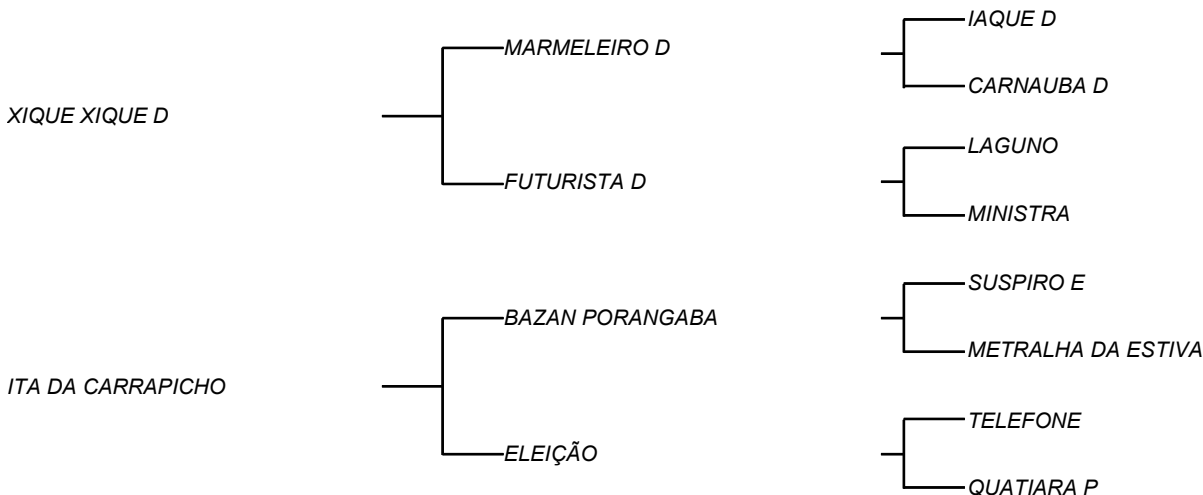 IAQUE D
MARMELEIRO D
CARNAUBA D
XIQUE XIQUE D
LAGUNO
FUTURISTA D
MINISTRA
SUSPIRO E
BAZAN PORANGABA
METRALHA DA ESTIVA
ITA DA CARRAPICHO
TELEFONE
ELEIÇÃO
QUATIARA P